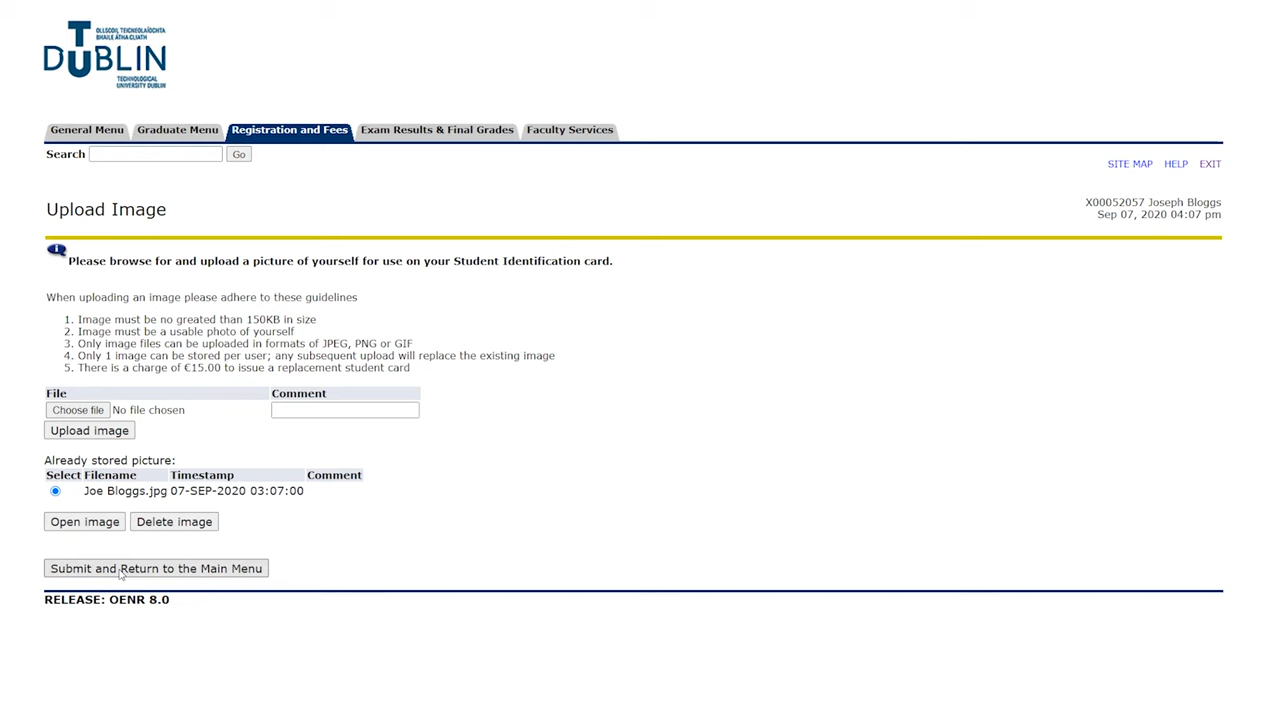 OLLSCOIL TEICNEOLAÍOCHTA
BHAILE ÁTHA CLIATH
TU DUBLIN
TECHNOLOGICAL
UNIVERSITY DUBLIN
General Menu Graduate Menu Registration and Fees Exam Results & Final Grades Faculty Services
Search Go
SITE MAP HELP EXIT
X00052057 Joseph Bloggs
Upload Image
Sep 07, 2020 04:07 pm
Please browse for and upload a picture of yourself for use on your Student Identification card.
When uploading an image please adhere to these guidelines
1. Image must be no greated than 150KB in size
2. Image must be a usable photo of yourself
3. Only image files can be uploaded in formats of JPEG, PNG or GIF
4. Only 1 image can be stored per user; any subsequent upload will replace the existing image
5. There is a charge of €15.00 to issue a replacement student card
File Comment
Choose file No file chosen
Upload image
Already stored picture:
Select Filename Timestamp Comment
Joe Bloggs.jpg 07-SEP-2020 03:07:00
Open image Delete image
Submit and Return to the Main Menu
RELEASE: OENR 8.0